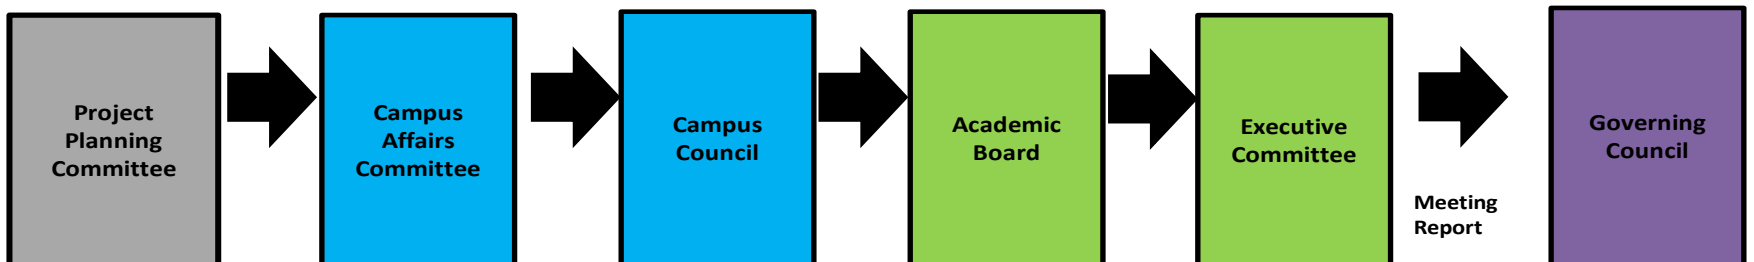 Project
Planning
Committee
Campus
Affairs
Committee
Campus
Council
Academic
Board
Executive
Committee
Meeting
Report
Governing
Council